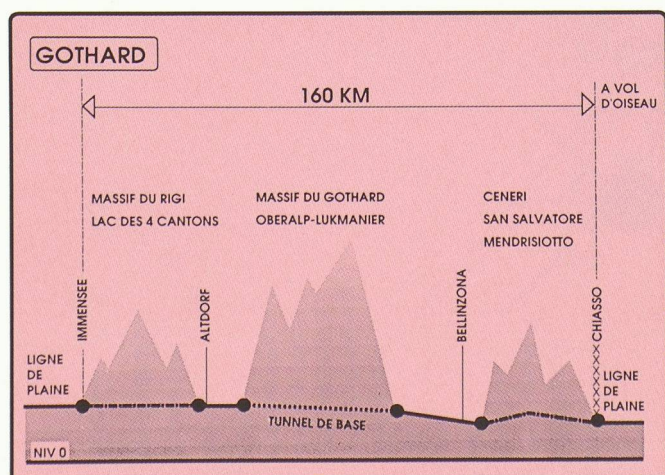 GOTHARD
160 KM
A VOL
D'OISEAU
MASSIF DU RIGI
LAC DES 4 CANTONS
MASSIF DU GOTHARD
OBERALP-LUKMANIER
CENERI
SAN SALVATORE
MENDRISIOTTO
IMMENSEE
ALTDORF
BELLINZONA
CHIASSO
LIGNE
DE
PLAINE
LIGNE
DE
PLAINE
TUNNEL DE BASE
NIV 0